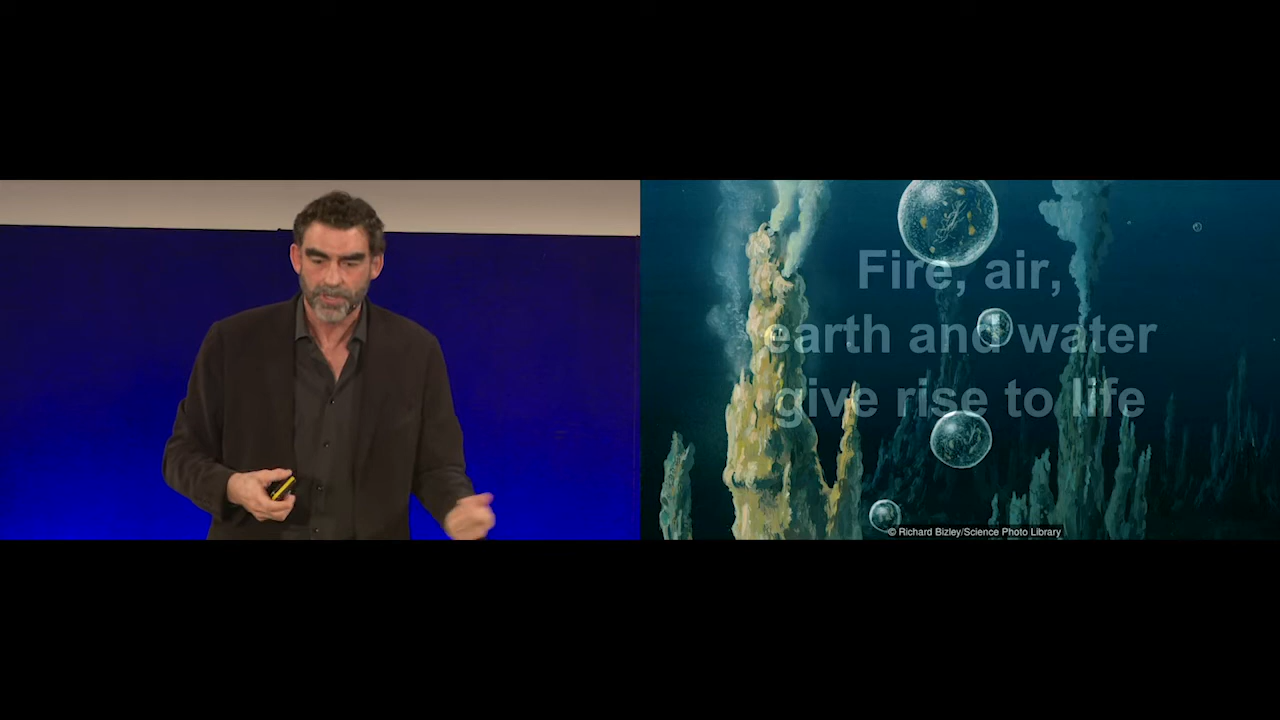 Fire, air,
earth and water
give rise to life
© Richard Bizley/Science Photo Library